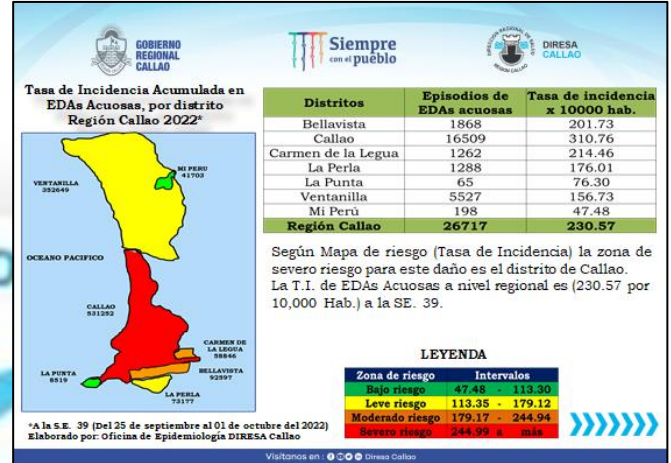 GOBIERNO
REGIONAL
CALLAO
Siempre
con el pueblo
DIRESA
CALLAO
Tasa de Incidencia Acumulada en
EDAs Acuosas, por distrito
Región Callao 2022*
MI PERU
41703
VENTANILLA
352649
OCEANO PACIFICO
CALLAO
531252
CARMEN DE
LA LEGUA
58846
BELLAVISTA
92597
LA PUNTA
8519
LA PERLA
73177
*A la S.E. 39 (Del 25 de septiembre al 01 de octubre del 2022)
Elaborado por: Oficina de Epidemiología DIRESA Callao
Distritos Episodios de EDAs acuosas Tasa de incidencia x 10000 hab.
Bellavista 1868 201.73
Callao 16509 310.76
Carmen de la Legua 1262 214.46
La Perla 1288 176.01
La Punta 65 76.30
Ventanilla 5527 156.73
Mi Perú 198 47.48
Región Callao 26717 230.57
Según Mapa de riesgo (Tasa de Incidencia) la zona de
severo riesgo para este daño es el distrito de Callao.
La T.I. de EDAs Acuosas a nivel regional es (230.57 por
10,000 Hab.) a la SE. 39.
LEYENDA
Zona de riesgo Intervalos
Bajo riesgo 47.48 - 113.30
Leve riesgo 113.35 - 179.12
Moderado riesgo 179.17 - 244.94
Severo riesgo 244.99 a más
Visítanos en : Diresa Callao